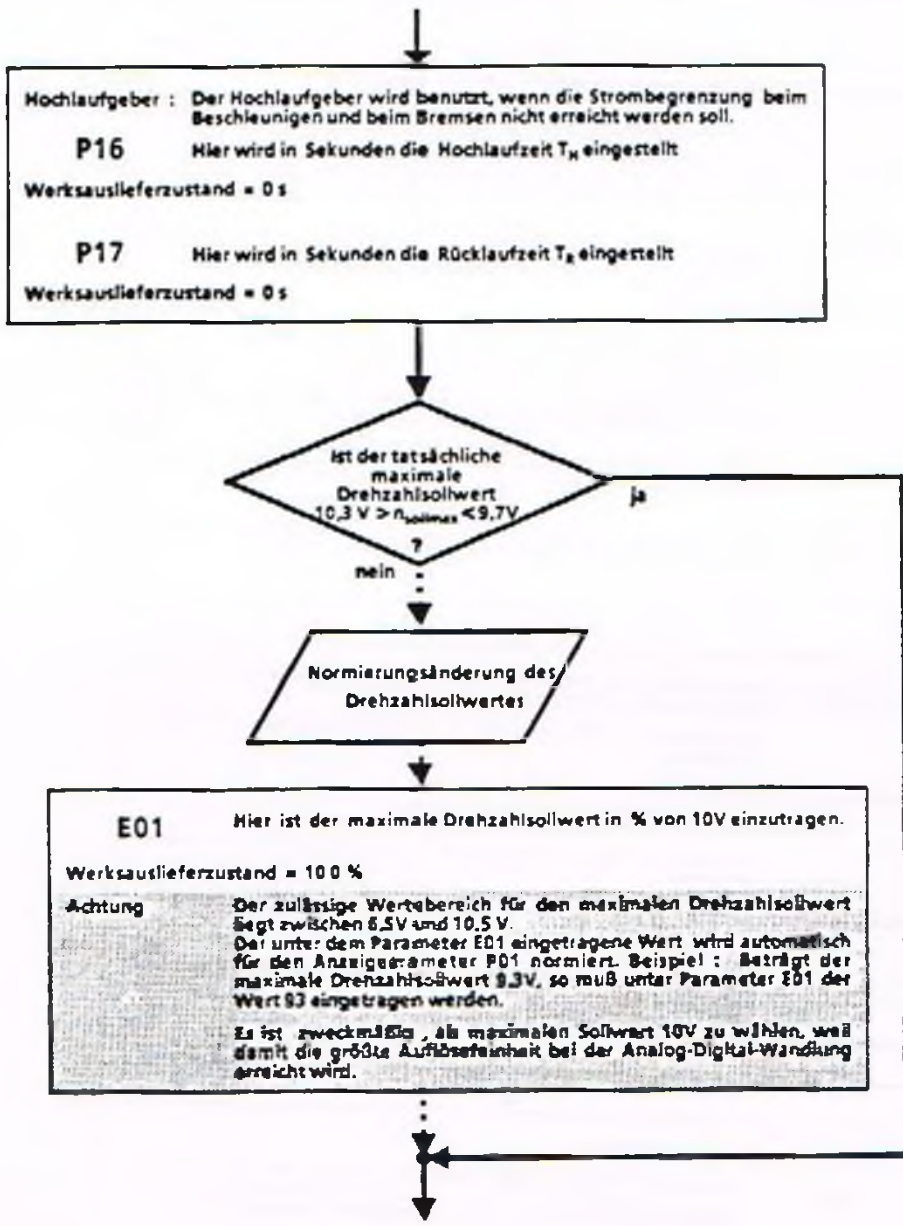 Hochlaufgeber : Der Hochlaufgeber wird benutzt, wenn die Strombegrenzung beim
Beschleunigen und beim Bremsen nicht erreicht werden soll.
P16 Hier wird in Sekunden die Hochlaufzeit T_H eingestellt
Werksauslieferzustand = 0 s
P17 Hier wird in Sekunden die Rücklaufzeit T_R eingestellt
Werksauslieferzustand = 0 s
Ist der tatsächliche
maximale
Drehzahlsollwert
10,3 V > n_sollmax < 9,7V
?
ja
nein
Normierungsänderung des
Drehzahlsollwertes
E01 Hier ist der maximale Drehzahlsollwert in % von 10V einzutragen.
Werksauslieferzustand = 100 %
Achtung Der zulässige Wertebereich für den maximalen Drehzahlsollwert
liegt zwischen 6,5V und 10,5 V.
Der unter dem Parameter E01 eingetragene Wert wird automatisch
für den Anzeigearameter P01 normiert. Beispiel : Beträgt der
maximale Drehzahlsollwert 9,3V, so muß unter Parameter E01 der
Wert 93 eingetragen werden.
Es ist zweckmäßig , als maximalen Sollwert 10V zu wählen, weil
damit die größte Auflösefeinheit bei der Analog-Digital-Wandlung
erreicht wird.